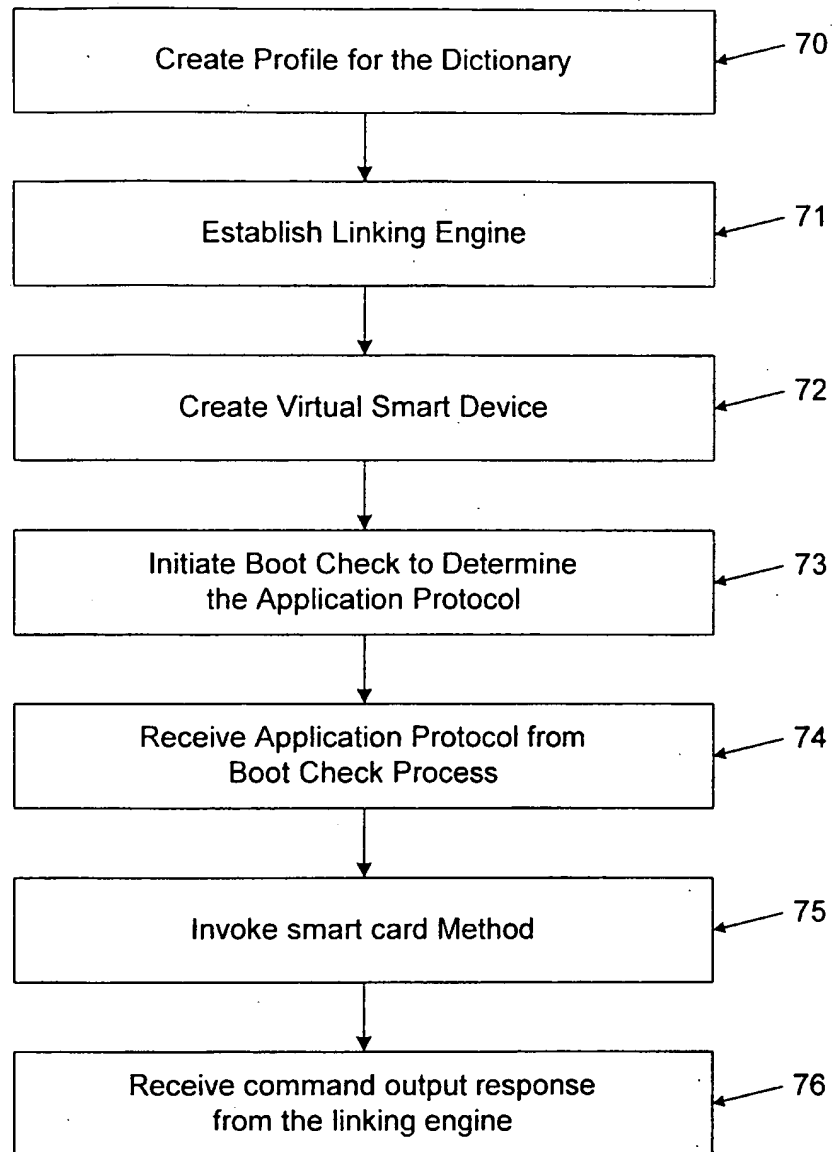 Create Profile for the Dictionary
70
Establish Linking Engine
71
Create Virtual Smart Device
72
Initiate Boot Check to Determine
the Application Protocol
73
Receive Application Protocol from
Boot Check Process
74
Invoke smart card Method
75
Receive command output response
from the linking engine
76